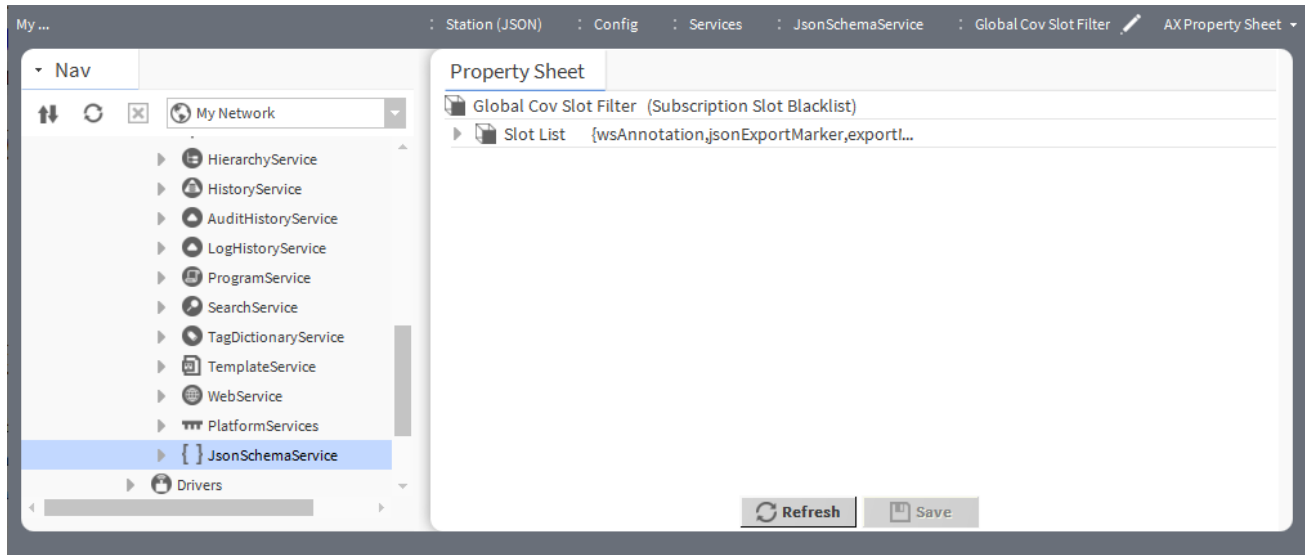 My ... : Station (JSON) : Config : Services : JsonSchemaService : Global Cov Slot Filter AX Property Sheet
Nav
My Network
HierarchyService
HistoryService
AuditHistoryService
LogHistoryService
ProgramService
SearchService
TagDictionaryService
TemplateService
WebService
PlatformServices
{ } JsonSchemaService
Drivers
Property Sheet
Global Cov Slot Filter (Subscription Slot Blacklist)
Slot List {wsAnnotation,jsonExportMarker,export!...
Refresh Save